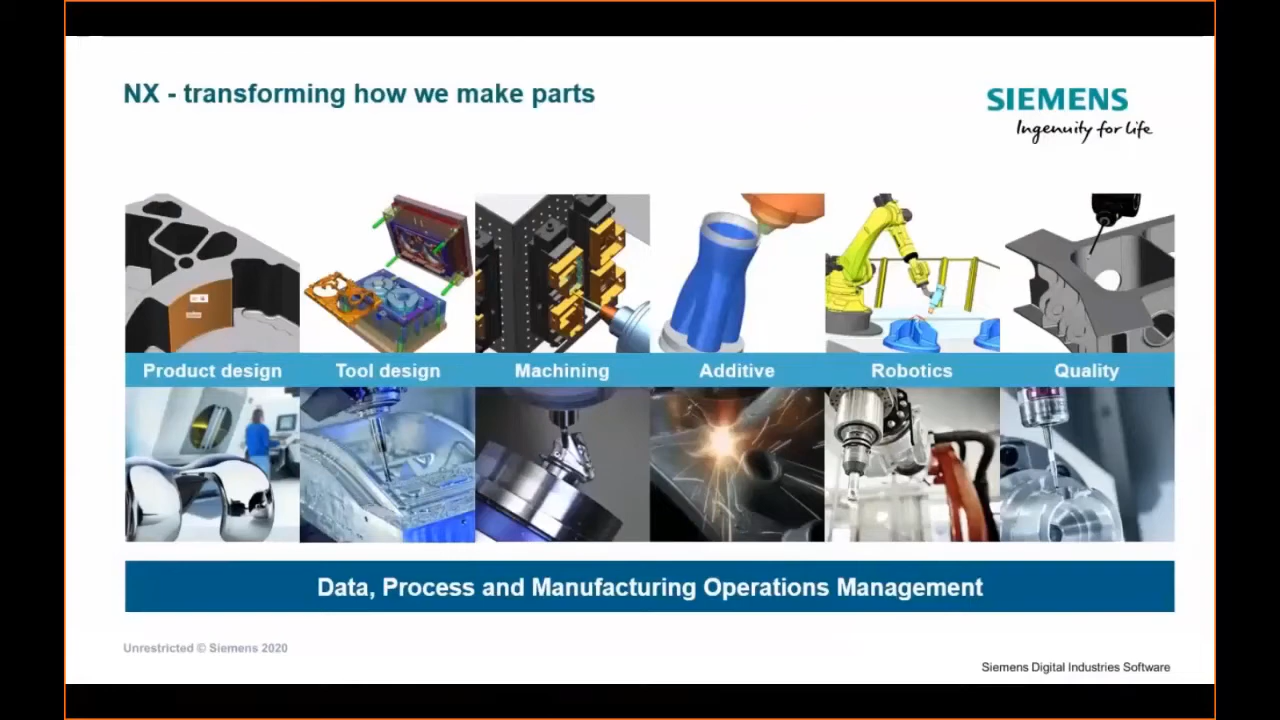 NX - transforming how we make parts
SIEMENS
Ingenuity for life
Product design
Tool design
Machining
Additive
Robotics
Quality
Data, Process and Manufacturing Operations Management
Unrestricted © Siemens 2020
Siemens Digital Industries Software